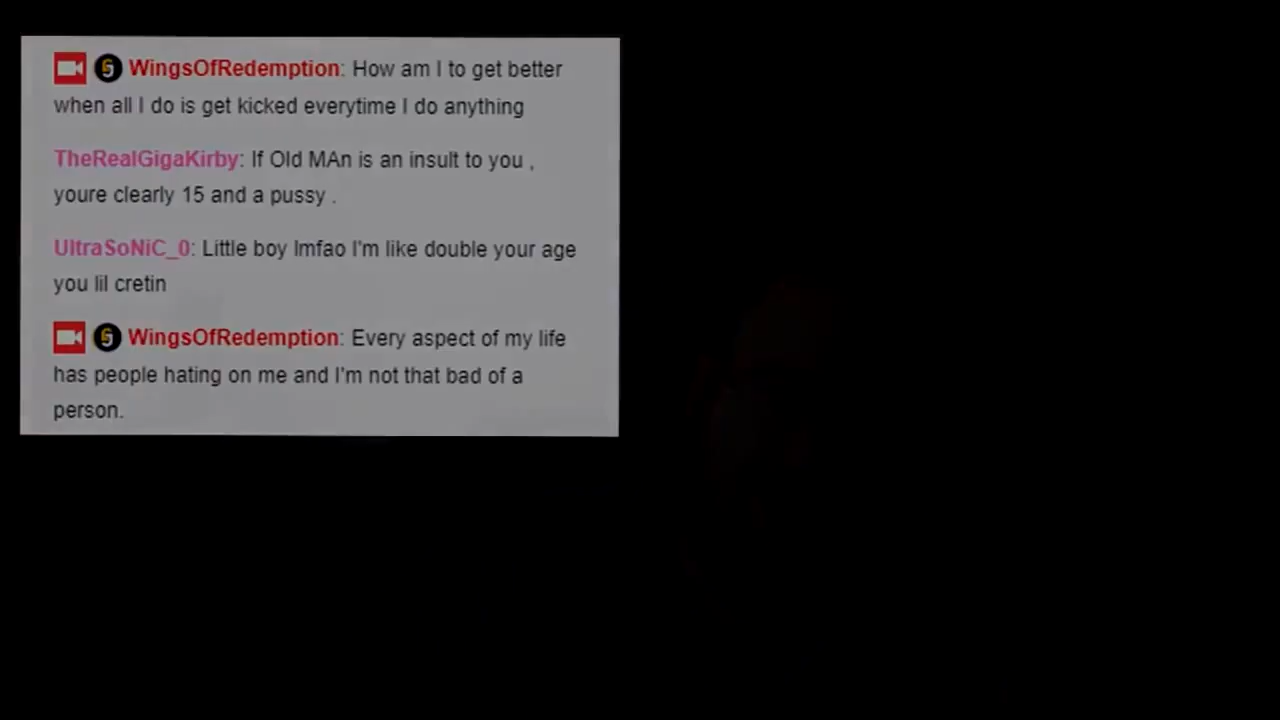 WingsOfRedemption: How am I to get better
when all I do is get kicked everytime I do anything
TheRealGigaKirby: If Old MAn is an insult to you ,
youre clearly 15 and a pussy .
UltraSoNiC_0: Little boy lmfao I'm like double your age
you lil cretin
WingsOfRedemption: Every aspect of my life
has people hating on me and I'm not that bad of a
person.